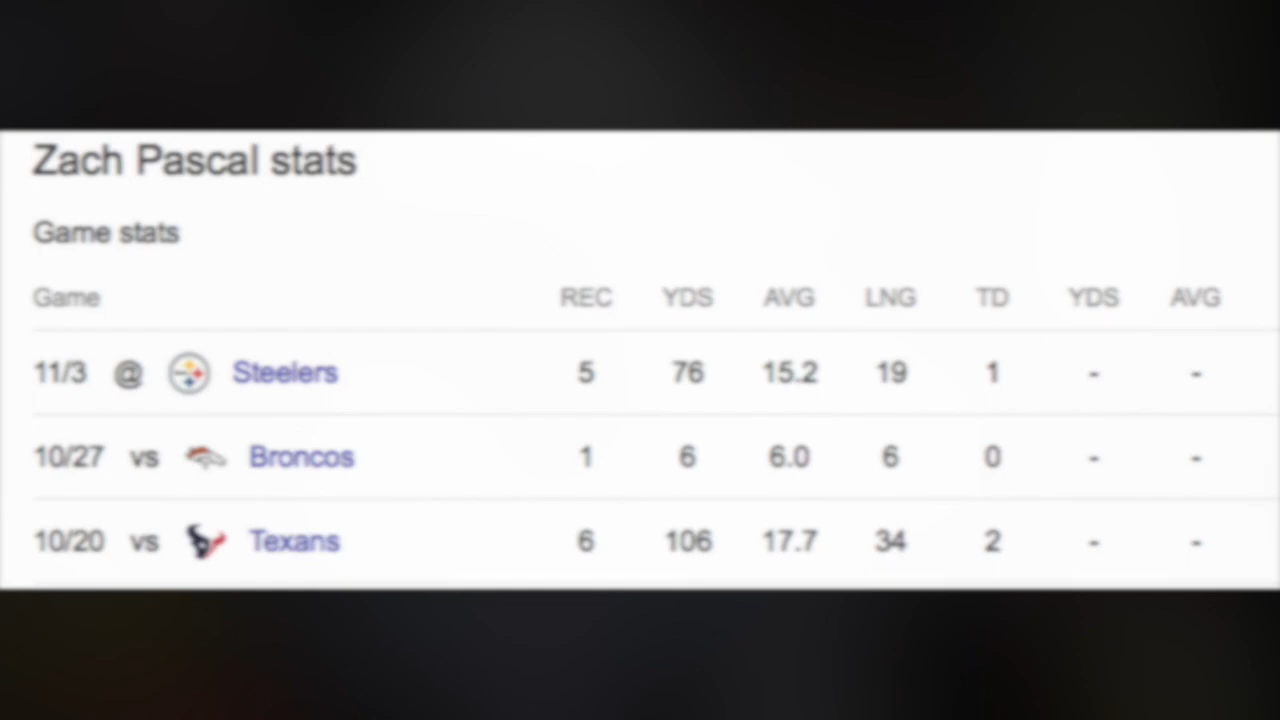 Zach Pascal stats
Game stats
Game REC YDS AVG LNG TD YDS AVG
11/3 @ Steelers 5 76 15.2 19 1 - -
10/27 vs Broncos 1 6 6.0 6 0 - -
10/20 vs Texans 6 106 17.7 34 2 - -